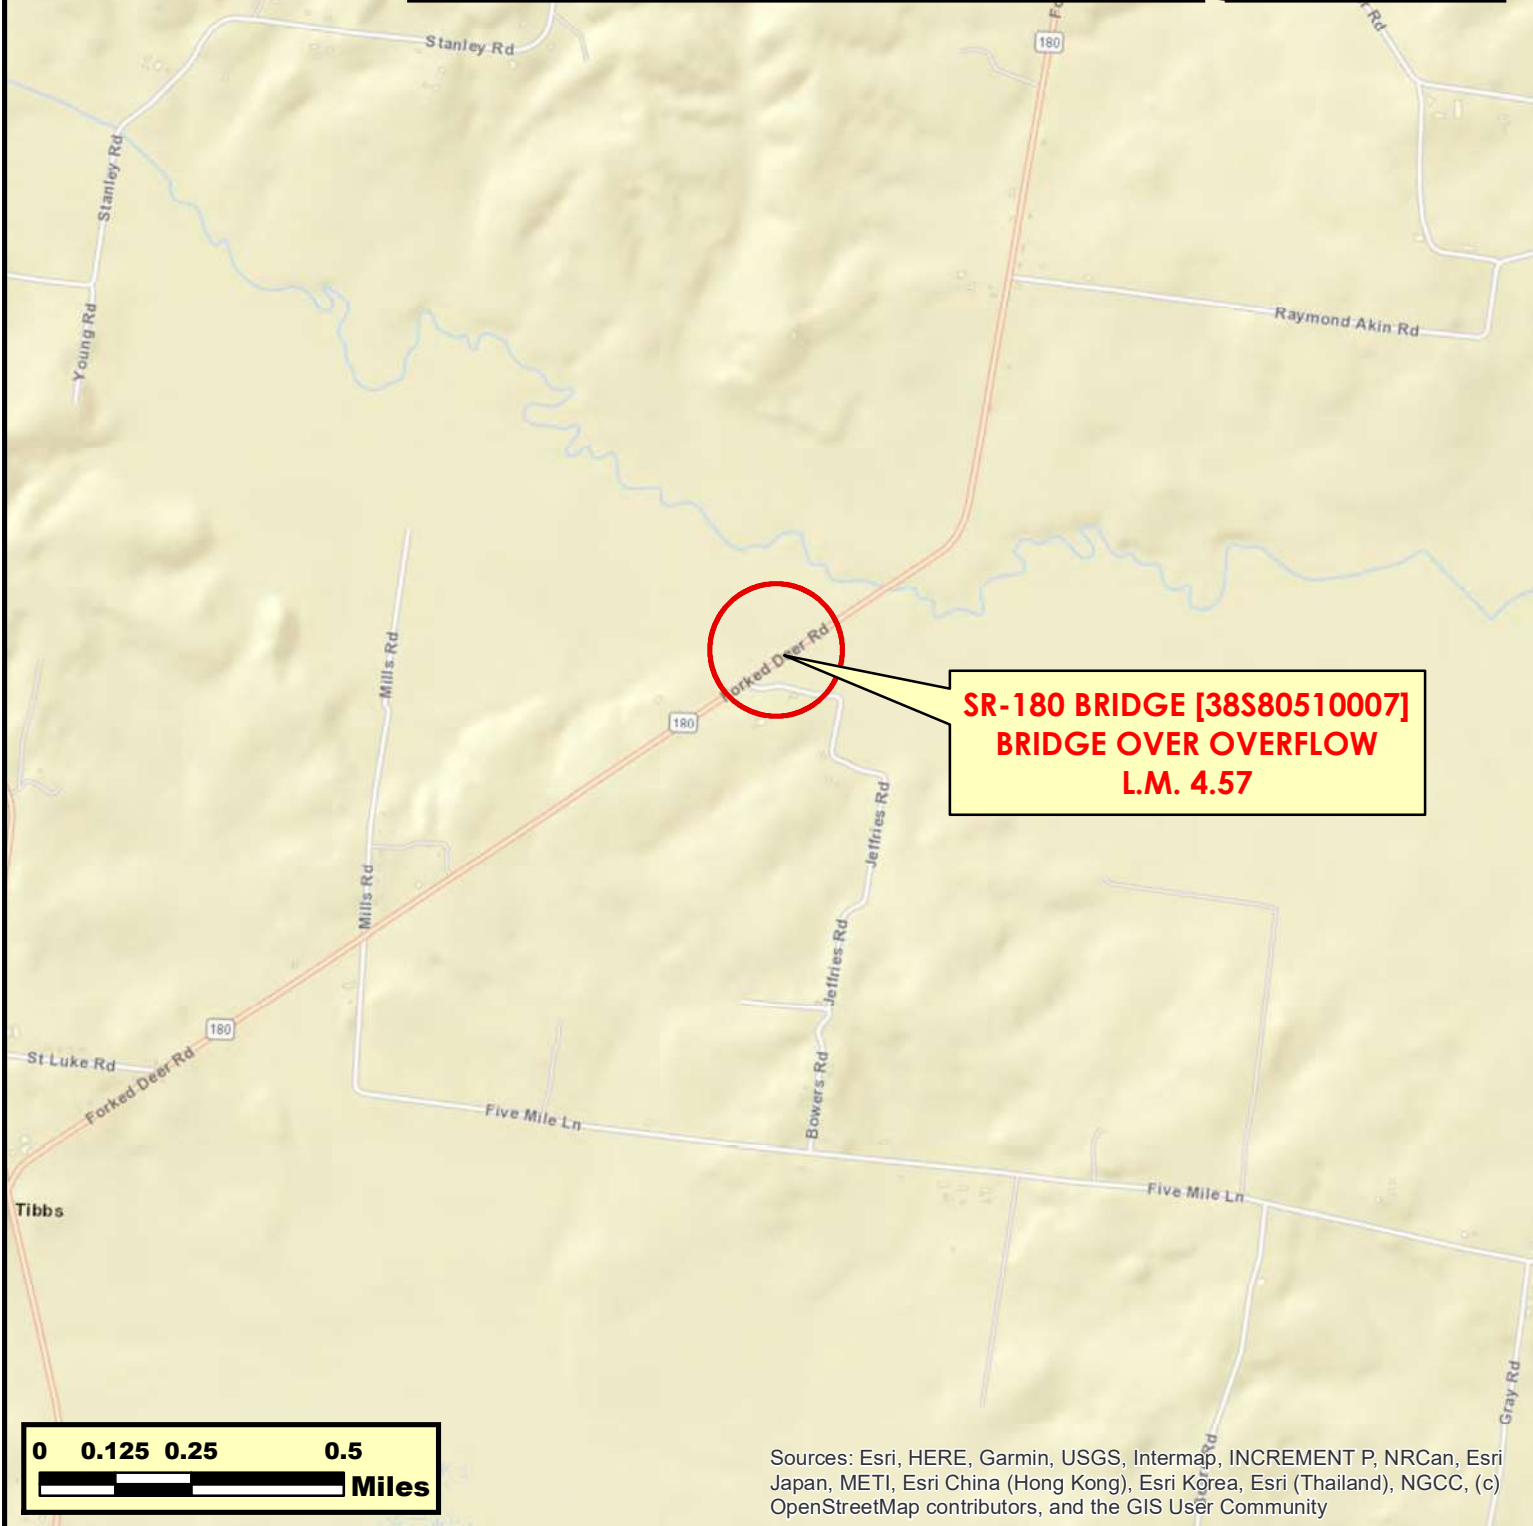 Stanley Rd
180
Stanley Rd
Young Rd
Raymond Akin Rd
Forked Deer Rd
Mills Rd
180
SR-180 BRIDGE [38S80510007]
BRIDGE OVER OVERFLOW
L.M. 4.57
Jeffries Rd
Mills Rd
Jeffries Rd
180
St Luke Rd
Forked Deer Rd
Bowers Rd
Five Mile Ln
Five Mile Ln
Tibbs
Gray Rd
0 0.125 0.25 0.5
Miles
Rd
Sources: Esri, HERE, Garmin, USGS, Intermap, INCREMENT P, NRCan, Esri
Japan, METI, Esri China (Hong Kong), Esri Korea, Esri (Thailand), NGCC, (c)
OpenStreetMap contributors, and the GIS User Community